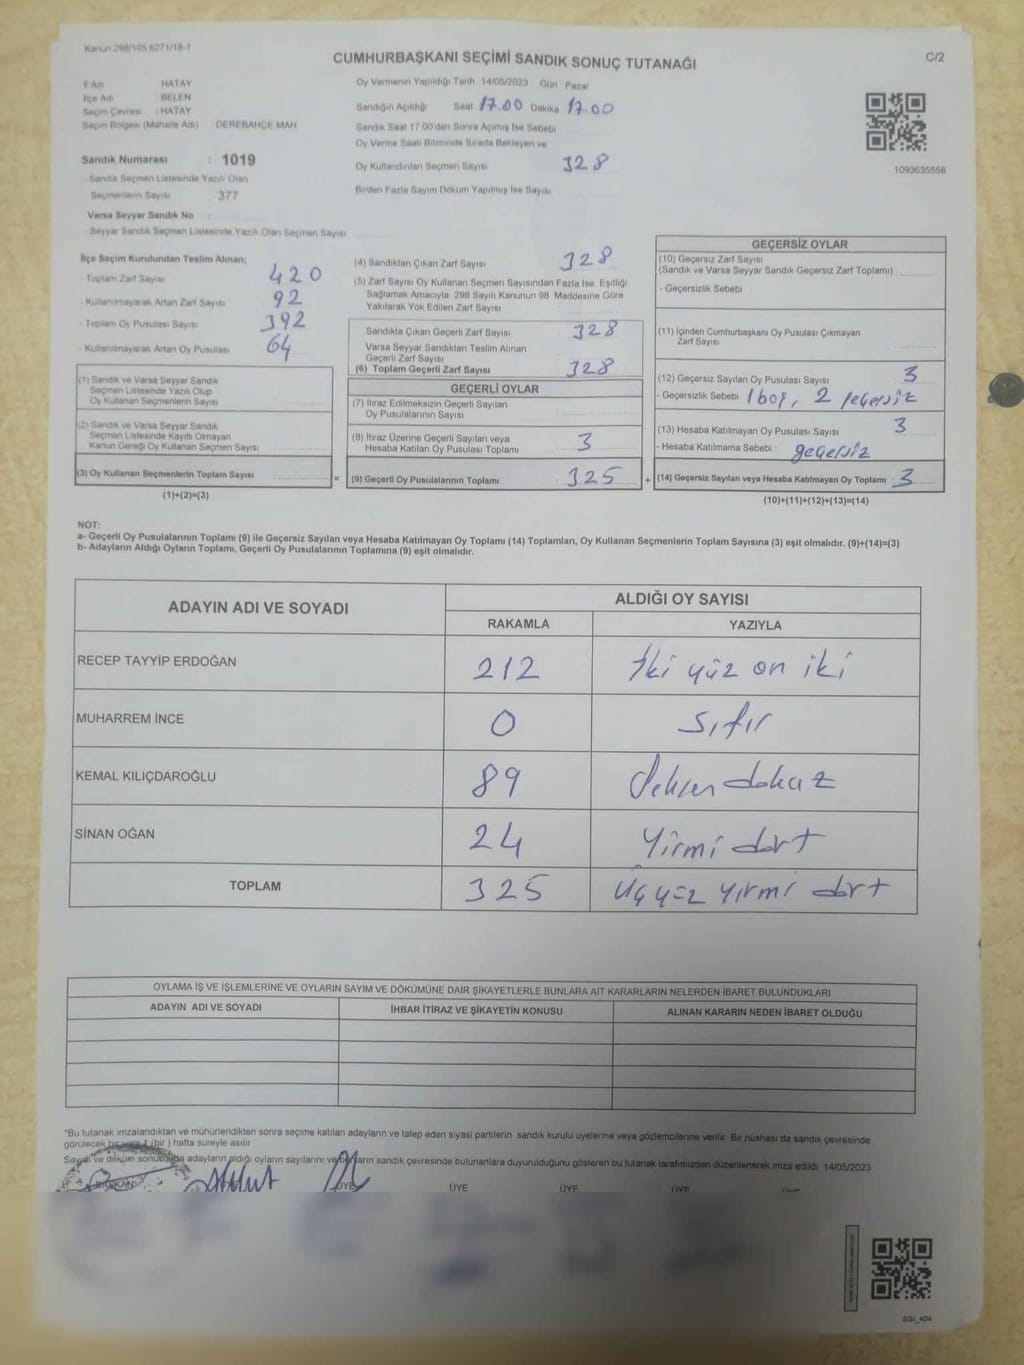 Kanun:298/105.6271/18-1
CUMHURBAŞKANI SEÇİMİ SANDIK SONUÇ TUTANAĞI
C/2
İl Adı HATAY
İlçe Adı BELEN
Seçim Çevresi : HATAY
Seçim Bölgesi (Mahalle Adı) DEREBAHÇE MAH.
Sandık Numarası : 1019
- Sandık Seçmen Listesinde Yazılı Olan
Seçmenlerin Sayısı : 377
Varsa Seyyar Sandık No
- Seyyar Sandık Seçmen Listesinde Yazılı Olan Seçmen Sayısı
Oy Vermenin Yapıldığı Tarih 14/05/2023 Gün Pazar
Sandığın Açıldığı Saat 17.00 Dakika 17.00
Sandık Saat 17:00'den Sonra Açılmış İse Sebebi
Oy Verme Saati Bitiminde Sırada Bekleyen ve
Oy Kullandırılan Seçmen Sayısı 328
Birden Fazla Sayım Döküm Yapılmış İse Sayısı
1093635558
İlçe Seçim Kurulundan Teslim Alınan;
- Toplam Zarf Sayısı 420
- Kullanılmayarak Artan Zarf Sayısı 92
- Toplam Oy Pusulası Sayısı 392
- Kullanılmayarak Artan Oy Pusulası 64
(1) Sandık ve Varsa Seyyar Sandık
Seçmen Listesinde Yazılı Olup
Oy Kullanan Seçmenlerin Sayısı
(2) Sandık ve Varsa Seyyar Sandık
Seçmen Listesinde Kayıtlı Olmayan
Kanun Gereği Oy Kullanan Seçmen Sayısı
(3) Oy Kullanan Seçmenlerin Toplam Sayısı =
(1)+(2)=(3)
(4) Sandıktan Çıkan Zarf Sayısı 328
(5) Zarf Sayısı Oy Kullanan Seçmen Sayısından Fazla İse, Eşitliği
Sağlamak Amacıyla, 298 Sayılı Kanunun 98. Maddesine Göre
Yakılarak Yok Edilen Zarf Sayısı
Sandıkta Çıkan Geçerli Zarf Sayısı 328
Varsa Seyyar Sandıktan Teslim Alınan
Geçerli Zarf Sayısı
(6) Toplam Geçerli Zarf Sayısı 328
GEÇERLİ OYLAR
(7) İtiraz Edilmeksizin Geçerli Sayılan
Oy Pusulalarının Sayısı
(8) İtiraz Üzerine Geçerli Sayılan veya
Hesaba Katılan Oy Pusulası Toplamı 3
(9) Geçerli Oy Pusulalarının Toplamı 325 +
GEÇERSİZ OYLAR
(10) Geçersiz Zarf Sayısı
(Sandık ve Varsa Seyyar Sandık Geçersiz Zarf Toplamı)
- Geçersizlik Sebebi
(11) İçinden Cumhurbaşkanı Oy Pusulası Çıkmayan
Zarf Sayısı
(12) Geçersiz Sayılan Oy Pusulası Sayısı 3
- Geçersizlik Sebebi 1 boş, 2 geçersiz
(13) Hesaba Katılmayan Oy Pusulası Sayısı 3
- Hesaba Katılmama Sebebi : geçersiz
(14) Geçersiz Sayılan veya Hesaba Katılmayan Oy Toplamı : 3
(10)+(11)+(12)+(13)=(14)
NOT:
a- Geçerli Oy Pusulalarının Toplamı (9) ile Geçersiz Sayılan veya Hesaba Katılmayan Oy Toplamı (14) Toplamları, Oy Kullanan Seçmenlerin Toplam Sayısına (3) eşit olmalıdır. (9)+(14)=(3)
b- Adayların Aldığı Oyların Toplamı, Geçerli Oy Pusulalarının Toplamına (9) eşit olmalıdır.
ADAYIN ADI VE SOYADI
ALDIĞI OY SAYISI
RAKAMLA YAZIYLA
RECEP TAYYİP ERDOĞAN 212 İki yüz on iki
MUHARREM İNCE 0 sıfır
KEMAL KILIÇDAROĞLU 89 Seksen dokuz
SİNAN OĞAN 24 Yirmi dört
TOPLAM 325 Üçyüz yirmi dört
OYLAMA İŞ VE İŞLEMLERİNE VE OYLARIN SAYIM VE DÖKÜMÜNE DAİR ŞİKAYETLERLE BUNLARA AİT KARARLARIN NELERDEN İBARET BULUNDUKLARI
ADAYIN ADI VE SOYADI İHBAR İTİRAZ VE ŞİKAYETİN KONUSU ALINAN KARARIN NEDEN İBARET OLDUĞU
*Bu tutanak imzalandıktan ve mühürlendikten sonra seçime katılan adayların ve talep eden siyasi partilerin sandık kurulu üyelerine veya gözlemcilerine verilir. Bir nüshası da sandık çevresinde
görülecek bir yere 1 (bir ) hafta süreyle asılır
Sayım ve döküm sonucunda adayların aldığı oyların sayılarını ve bunların sandık çevresinde bulunanlara duyurulduğunu gösteren bu tutanak tarafımızdan düzenlenerek imza edildi. 14/05/2023
BAŞKAN ÜYE ÜYE ÜYE ÜYE ÜYE